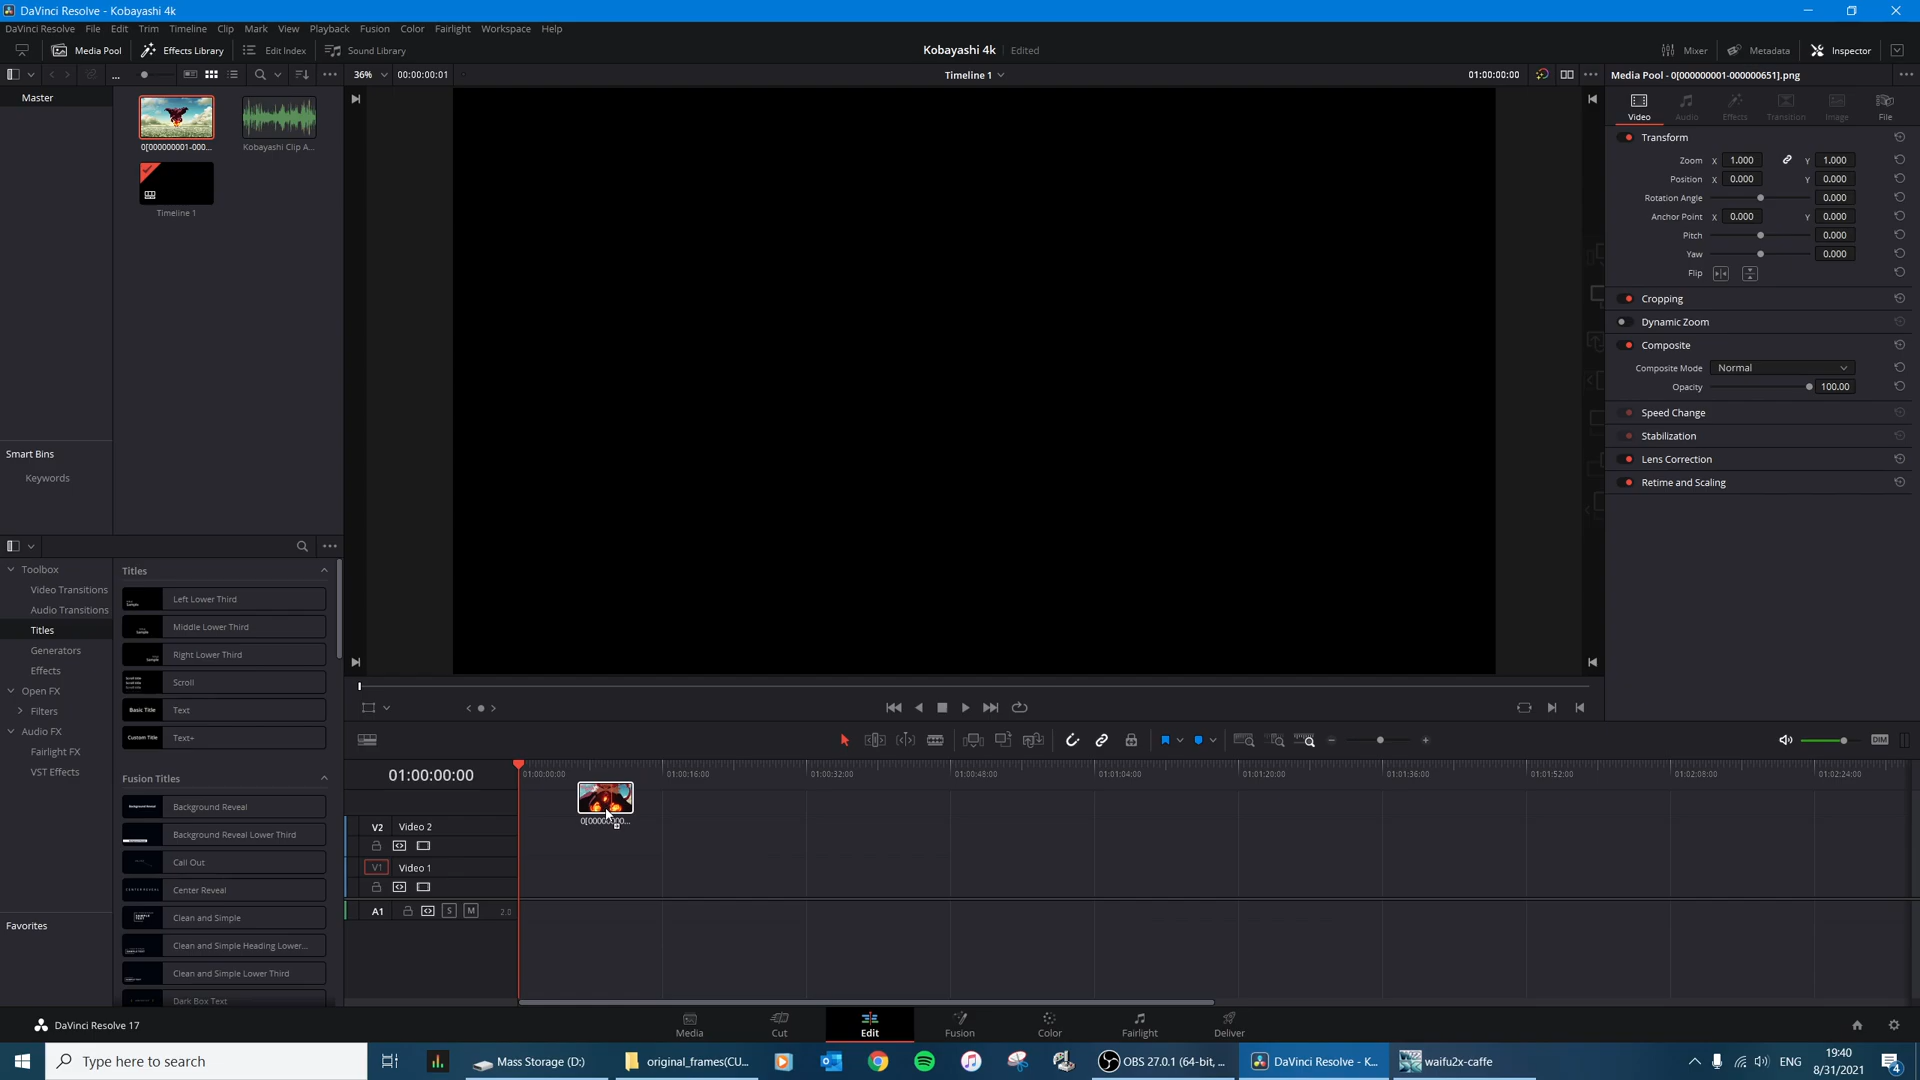 DaVinci Resolve - Kobayashi 4k
DaVinci Resolve File Edit Trim Timeline Clip Mark View Playback Fusion Color Fairlight Workspace Help
Media Pool Effects Library Edit Index Sound Library Kobayashi 4k Edited Mixer Metadata Inspector
... 36% 00:00:00:01 Timeline 1 01:00:00:00 Media Pool - 0[000000001-000000651].png
Master
Video Audio Effects Transition Image File
0[000000001-000... Kobayashi Clip A...
Timeline 1
Transform
Zoom X 1.000 Y 1.000
Position X 0.000 Y 0.000
Rotation Angle 0.000
Anchor Point X 0.000 Y 0.000
Pitch 0.000
Yaw 0.000
Flip
Cropping
Dynamic Zoom
Composite
Composite Mode Normal
Opacity 100.00
Speed Change
Stabilization
Lens Correction
Retime and Scaling
Smart Bins
Keywords
Toolbox
Video Transitions
Audio Transitions
Titles
Generators
Effects
Open FX
Filters
Audio FX
Fairlight FX
VST Effects
Favorites
Titles
Left Lower Third
Middle Lower Third
Right Lower Third
Scroll
Basic Title Text
Custom Title Text+
Fusion Titles
Background Reveal
Background Reveal Lower Third
Call Out
Center Reveal
Clean and Simple
Clean and Simple Heading Lower...
Clean and Simple Lower Third
Dark Box Text
DIM
01:00:00:00
01:00:00:00 01:00:16:00 01:00:32:00 01:00:48:00 01:01:04:00 01:01:20:00 01:01:36:00 01:01:52:00 01:02:08:00 01:02:24:00
V2 Video 2
V1 Video 1
A1 S M 2.0
DaVinci Resolve 17
Media Cut Edit Fusion Color Fairlight Deliver
Type here to search
Mass Storage (D:) original_frames(CU... OBS 27.0.1 (64-bit, ... DaVinci Resolve - K... waifu2x-caffe
ENG
19:40
8/31/2021
4